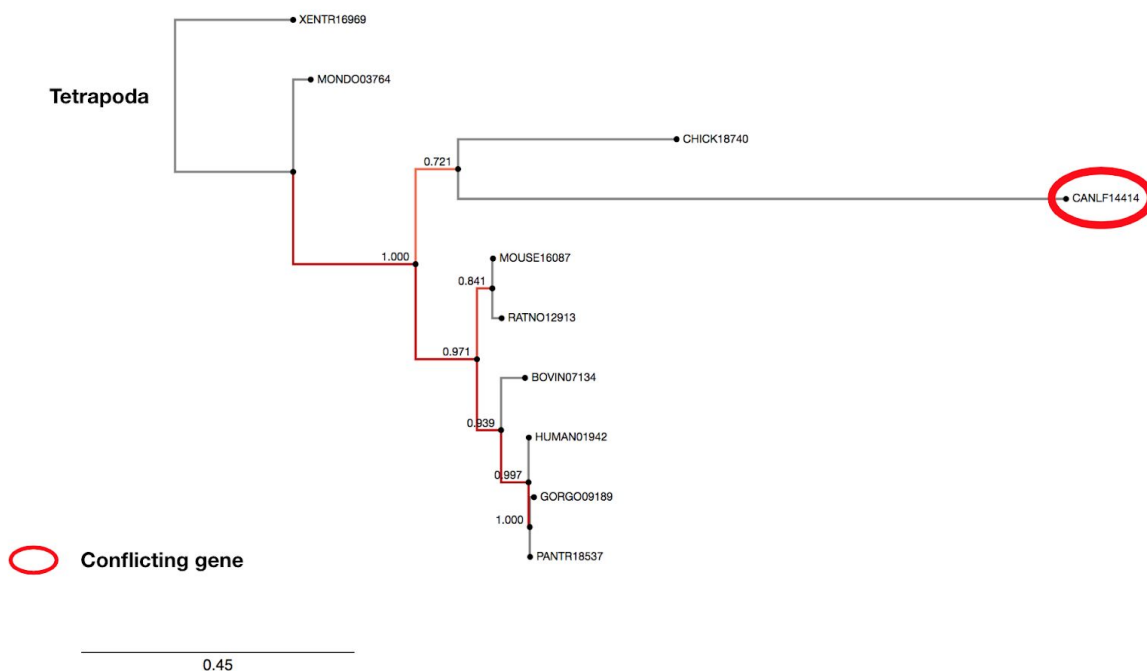 XENTR16969
MONDO03764
Tetrapoda
CHICK18740
0.721
CANLF14414
MOUSE16087
1.000
0.841
RATNO12913
0.971
BOVIN07134
0.939
HUMAN01942
0.997
GORGO09189
1.000
PANTR18537
Conflicting gene
0.45